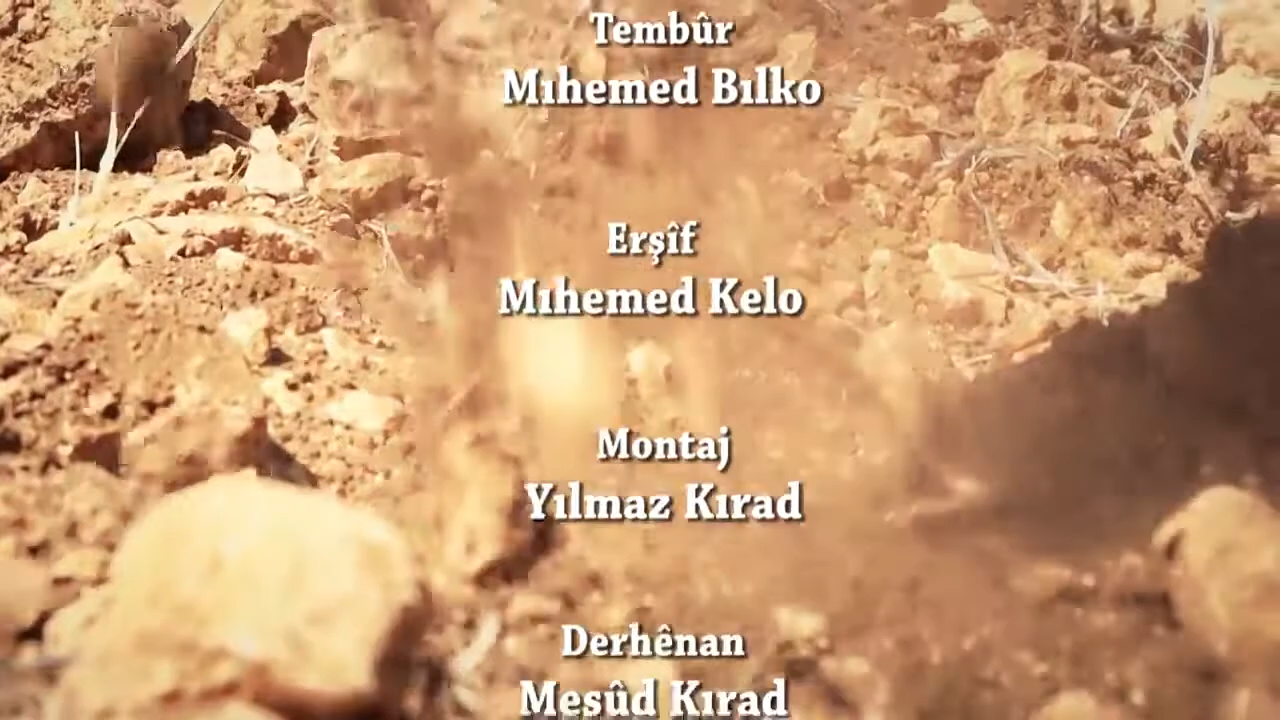 Tembûr
Mıhemed Bılko
Erşîf
Mıhemed Kelo
Montaj
Yılmaz Kırad
Derhênan
Mesûd Kırad